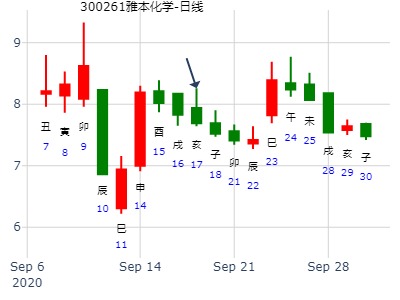 300261雅本化学-日线
9
8
7
6
丑
7
寅
8
卯
9
辰
10
巳
11
申
14
酉
15
戌
16
亥
17
子
18
卯
21
辰
22
巳
23
午
24
未
25
戌
28
亥
29
子
30
Sep 6
2020
Sep 14
Sep 21
Sep 28